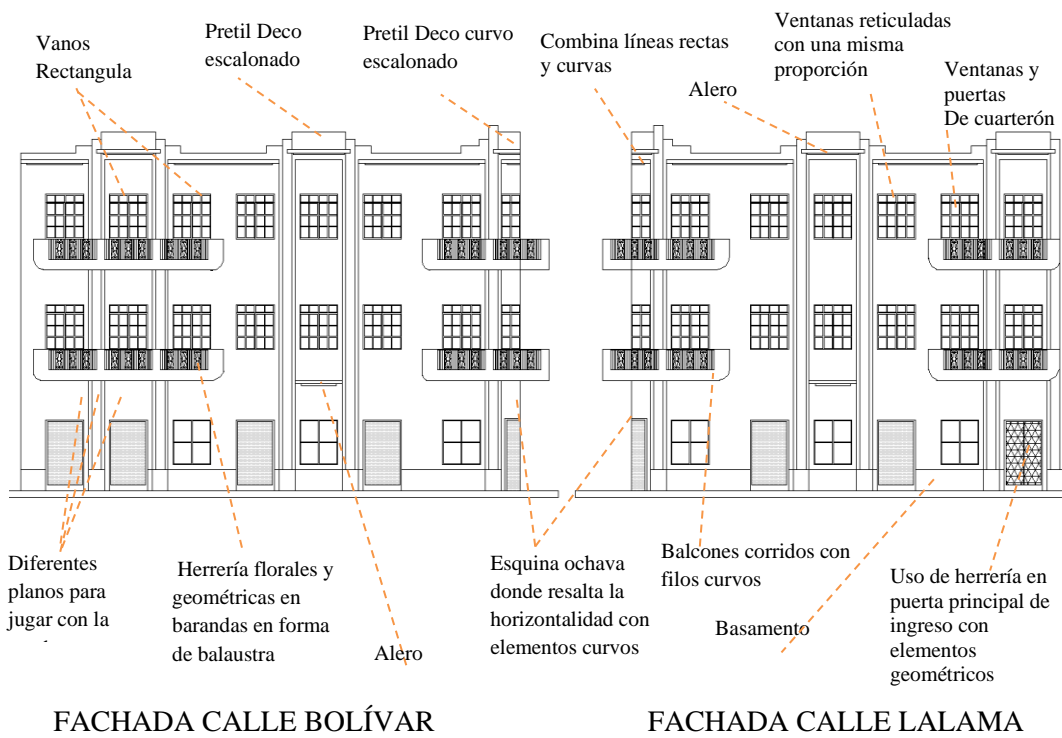 Vanos
Rectangula
Pretil Deco
escalonado
Pretil Deco curvo
escalonado
Combina líneas rectas
y curvas
Alero
Ventanas reticuladas
con una misma
proporción
Ventanas y
puertas
De cuarterón
Diferentes
planos para
jugar con la
Herrería florales y
geométricas en
barandas en forma
de balaustra
Alero
Esquina ochava
donde resalta la
horizontalidad con
elementos curvos
Balcones corridos con
filos curvos
Basamento
Uso de herrería en
puerta principal de
ingreso con
elementos
geométricos
FACHADA CALLE BOLÍVAR
FACHADA CALLE LALAMA